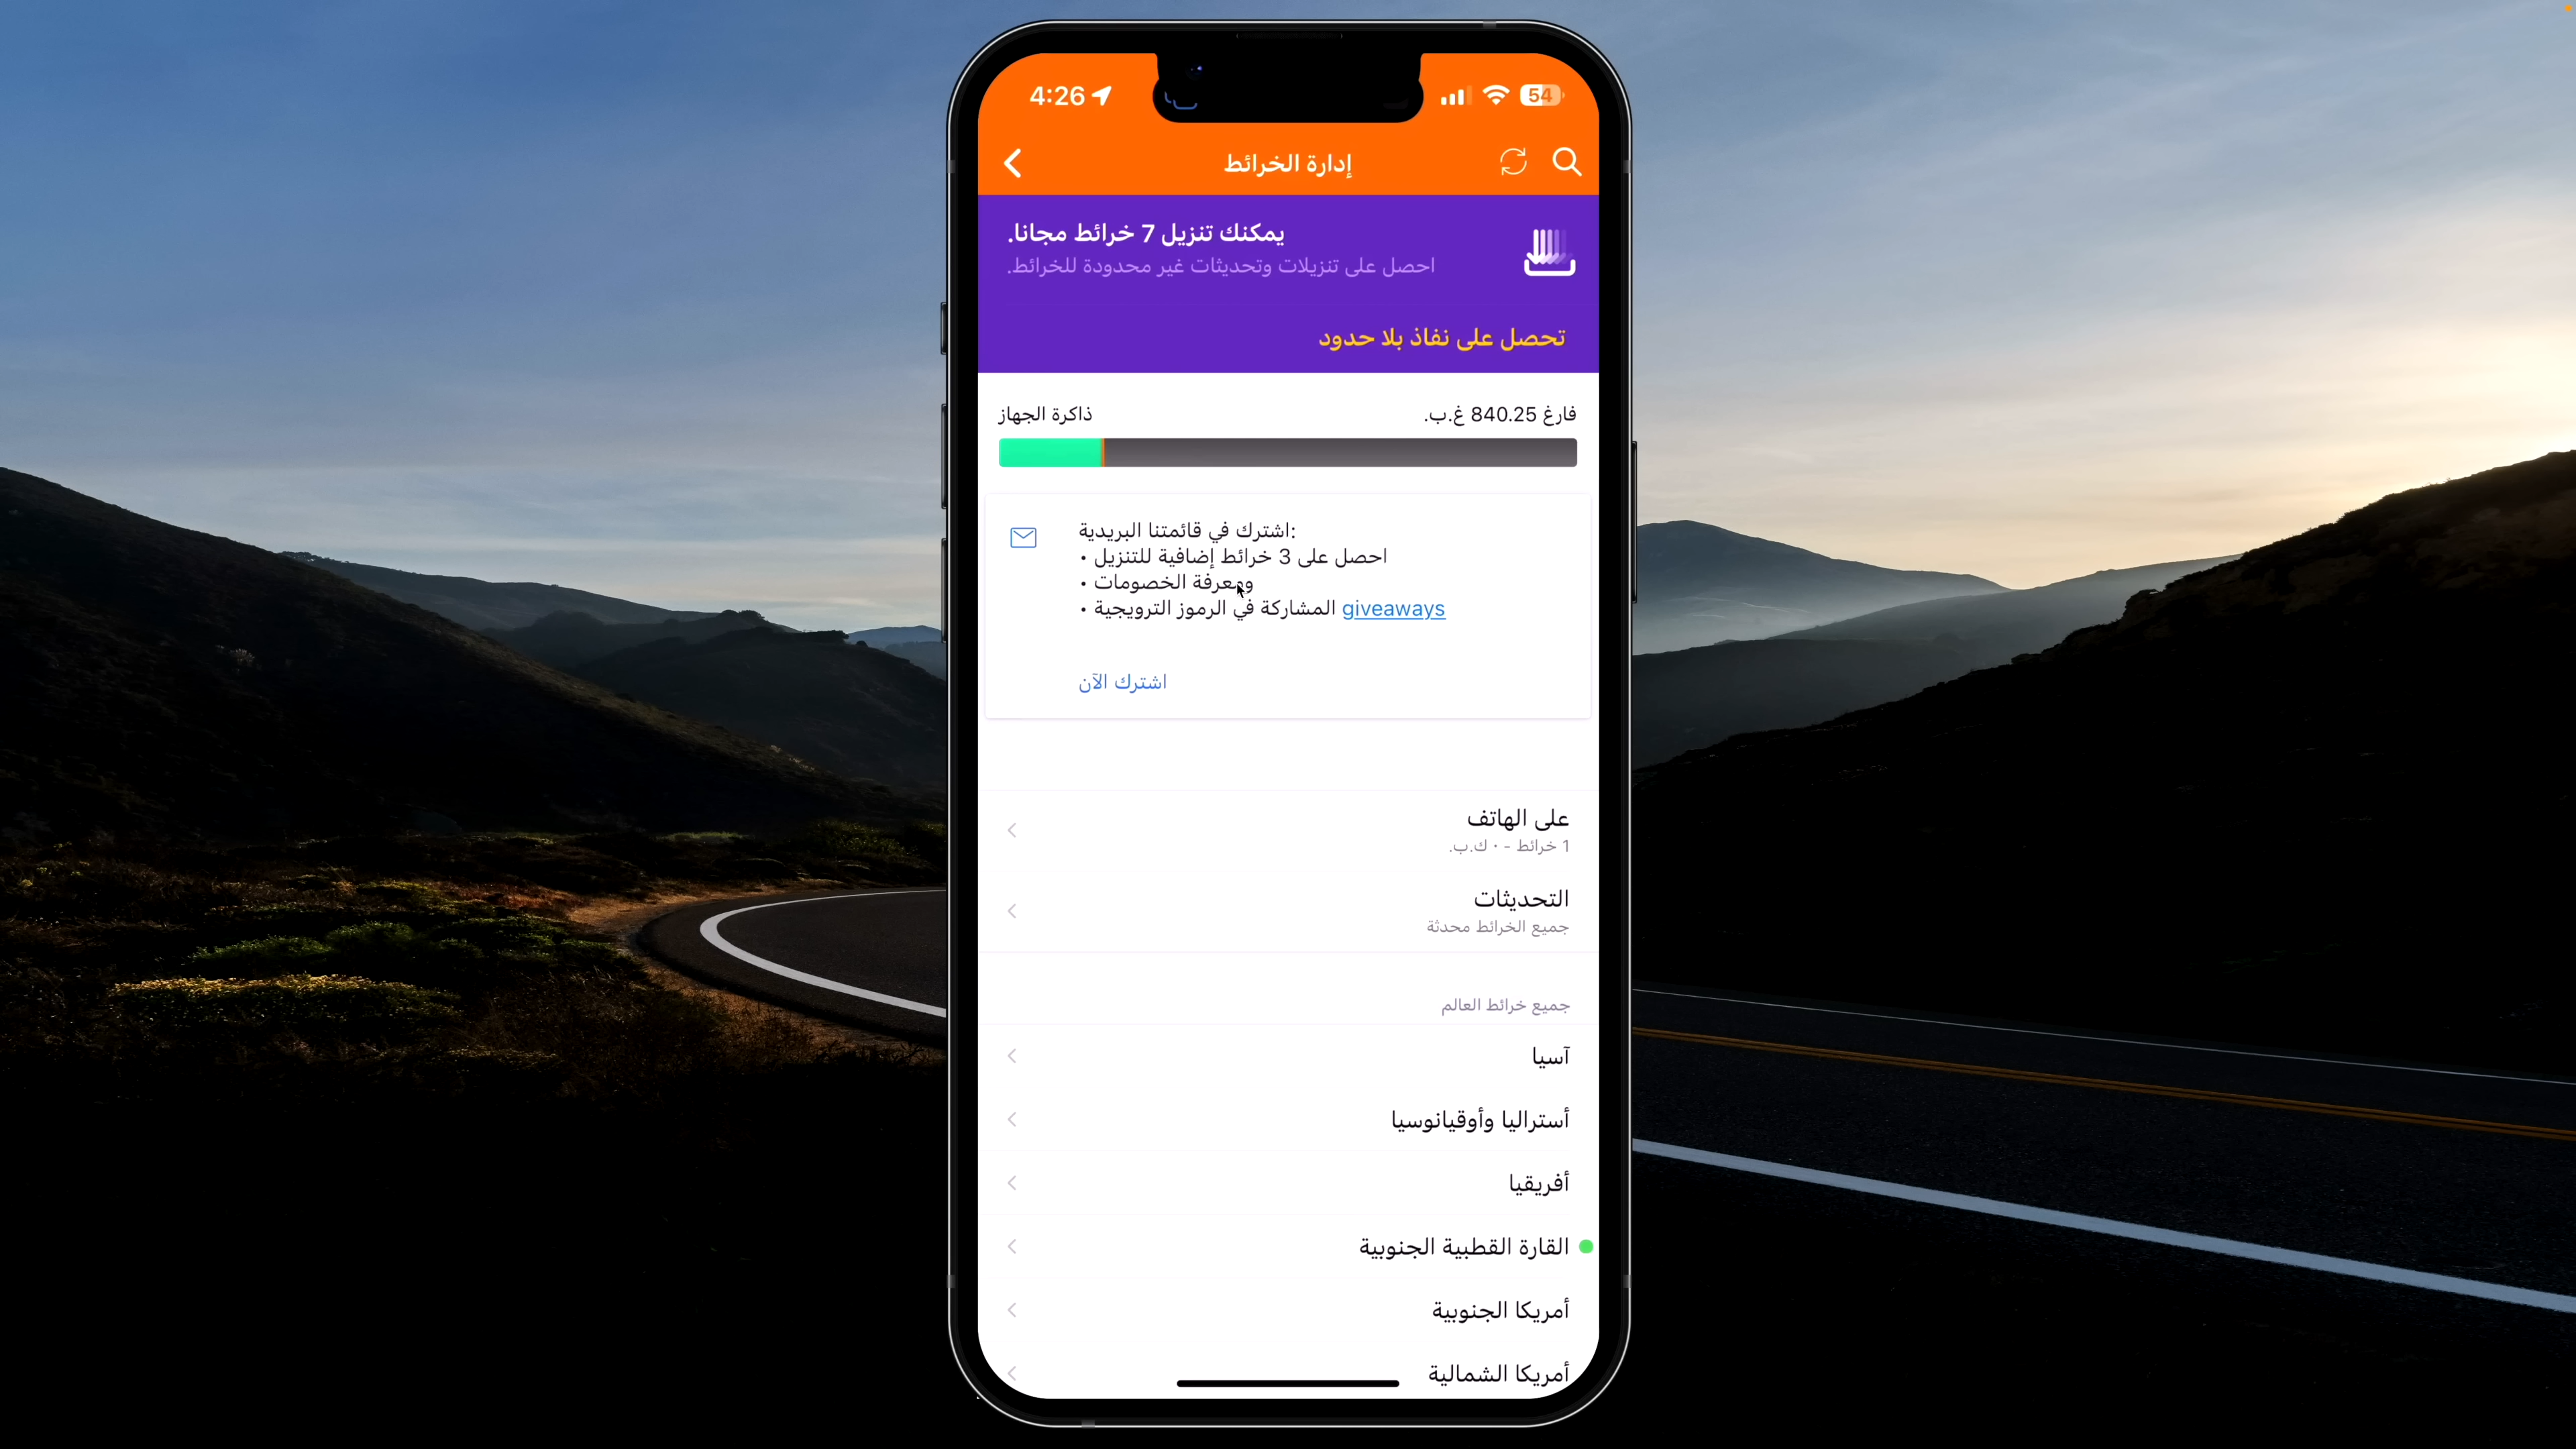 4:26
54
إدارة الخرائط
يمكنك تنزيل 7 خرائط مجانا.
احصل على تنزيلات وتحديثات غير محدودة للخرائط.
تحصل على نفاذ بلا حدود
فارغ 840.25 غ.ب.
ذاكرة الجهاز
اشترك في قائمتنا البريدية:
• احصل على 3 خرائط إضافية للتنزيل
• ومعرفة الخصومات
• المشاركة في الرموز الترويجية giveaways
اشترك الآن
على الهاتف
1 خرائط - ٠ ك.ب.
التحديثات
جميع الخرائط محدثة
جميع خرائط العالم
آسيا
أستراليا وأوقيانوسيا
أفريقيا
القارة القطبية الجنوبية
أمريكا الجنوبية
أمريكا الشمالية